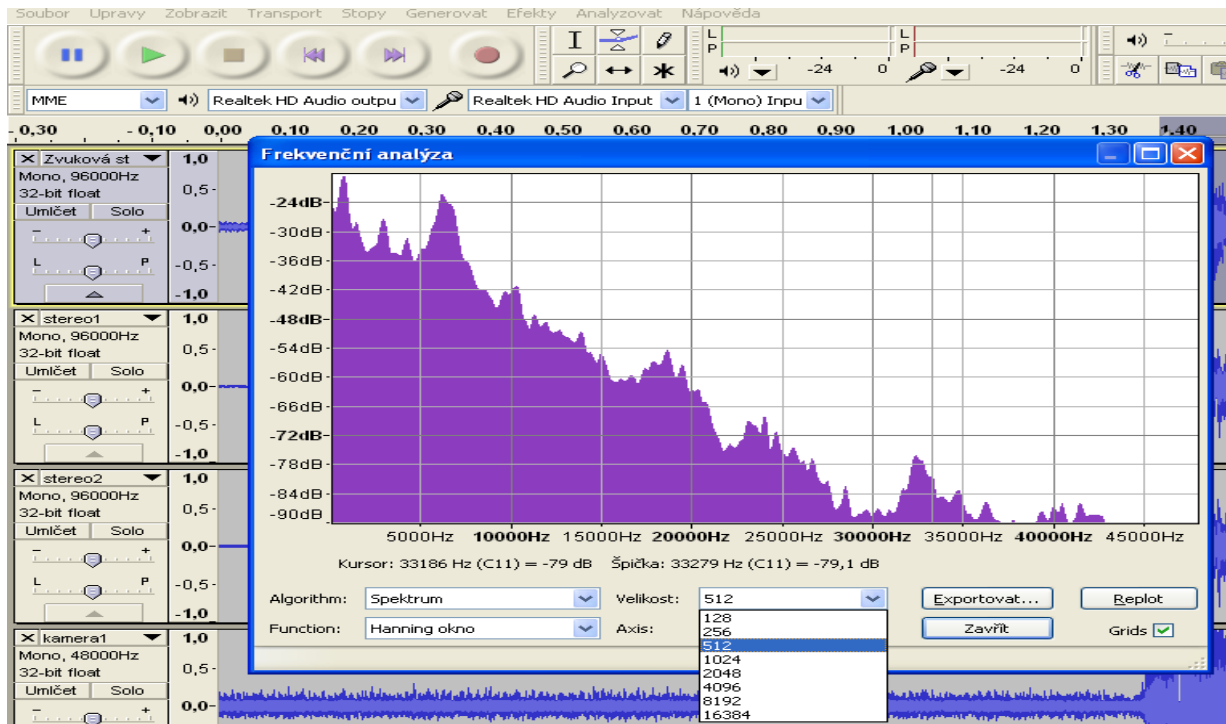 Soubor Upravy Zobrazit Transport Stopy Generovat Efekty Analyzovat Nápověda
L
P
-24 0
L
P
-24 0
MME
Realtek HD Audio outpu
Realtek HD Audio Input
1 (Mono) Inpu
- 0,30 - 0,10 0,00 0,10 0,20 0,30 0,40 0,50 0,60 0,70 0,80 0,90 1,00 1,10 1,20 1,30 1,40
Zvuková st
Mono, 96000Hz
32-bit float
Umlčet Solo
- +
L P
1,0
0,5-
0,0-
-0,5-
-1,0
stereo1
Mono, 96000Hz
32-bit float
Umlčet Solo
- +
L P
1,0
0,5-
0,0-
-0,5-
-1,0
stereo2
Mono, 96000Hz
32-bit float
Umlčet Solo
- +
L P
1,0
0,5-
0,0-
-0,5-
-1,0
kamera1
Mono, 48000Hz
32-bit float
Umlčet Solo
- +
1,0
0,5-
0,0-
Frekvenční analýza
-24dB-
-30dB-
-36dB-
-42dB-
-48dB-
-54dB-
-60dB-
-66dB-
-72dB-
-78dB-
-84dB-
-90dB-
5000Hz 10000Hz 15000Hz 20000Hz 25000Hz 30000Hz 35000Hz 40000Hz 45000Hz
Kursor: 33186 Hz (C11) = -79 dB Špička: 33279 Hz (C11) = -79,1 dB
Algorithm: Spektrum Velikost: 512 Exportovat... Replot
Function: Hanning okno Axis: Zavřít Grids
128
256
512
1024
2048
4096
8192
16384